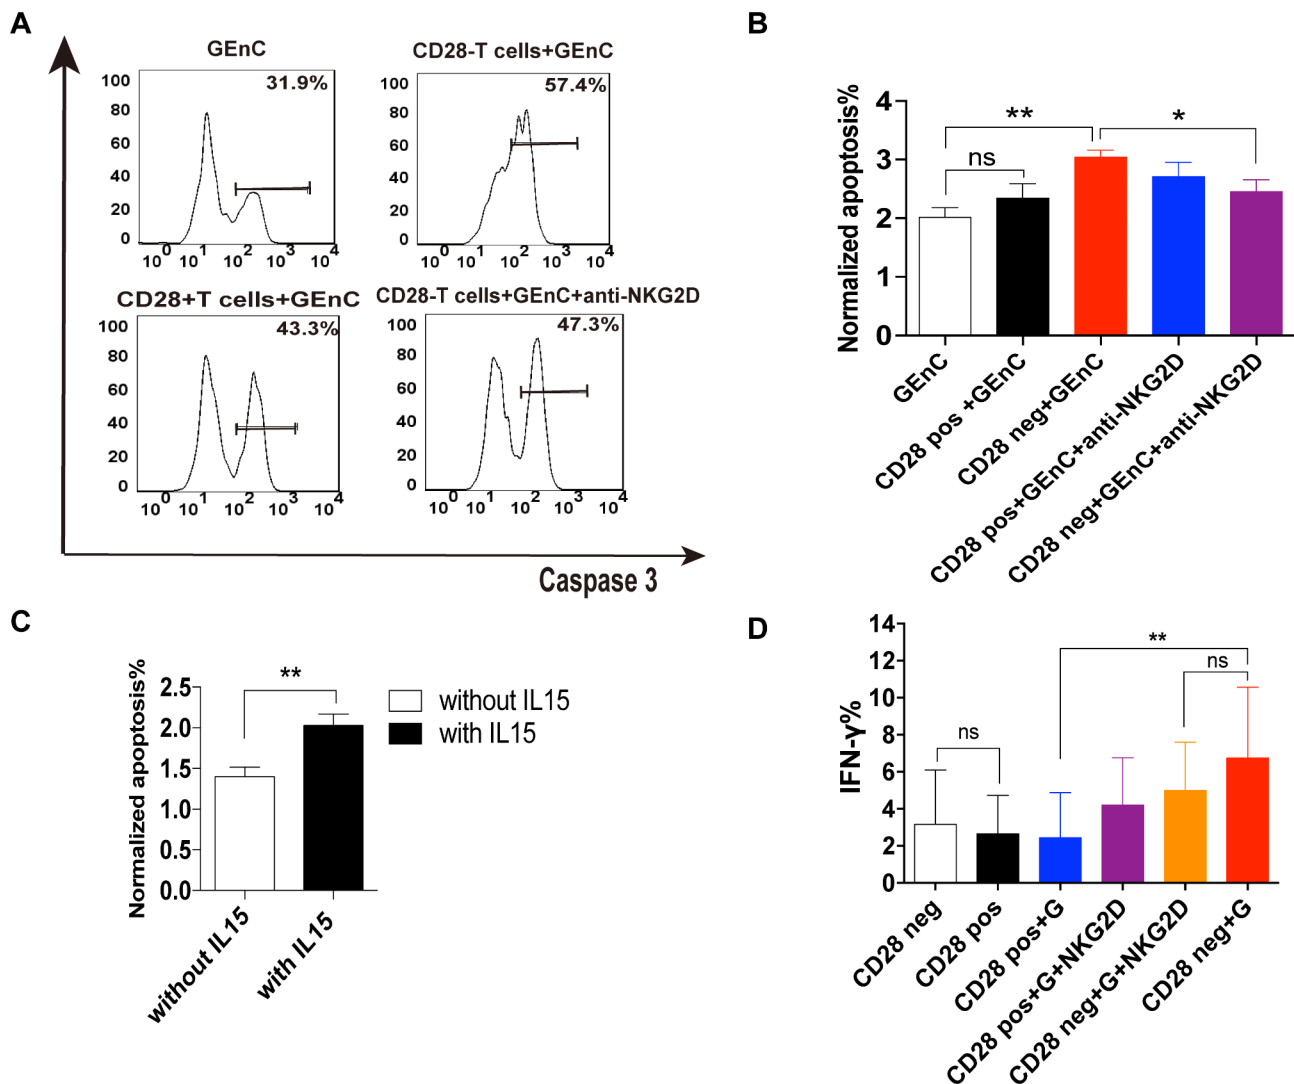 A
GEnC
31.9%
100
80
60
40
20
0
10^0 10^1 10^2 10^3 10^4
CD28-T cells+GEnC
57.4%
100
80
60
40
20
0
10^0 10^1 10^2 10^3 10^4
CD28+T cells+GEnC
43.3%
100
80
60
40
20
0
10^0 10^1 10^2 10^3 10^4
CD28-T cells+GEnC+anti-NKG2D
47.3%
100
80
60
40
20
0
10^0 10^1 10^2 10^3 10^4
Caspase 3
B
Normalized apoptosis%
4
3
2
1
0
ns
**
*
GEnC
CD28 pos +GEnC
CD28 neg+GEnC
CD28 pos+GEnC+anti-NKG2D
CD28 neg+GEnC+anti-NKG2D
C
Normalized apoptosis%
2.5
2.0
1.5
1.0
0.5
0.0
**
without IL15
with IL15
without IL15
with IL15
D
IFN-γ%
14
12
10
8
6
4
2
0
ns
**
ns
CD28 neg
CD28 pos
CD28 pos+G
CD28 pos+G+NKG2D
CD28 neg+G+NKG2D
CD28 neg+G